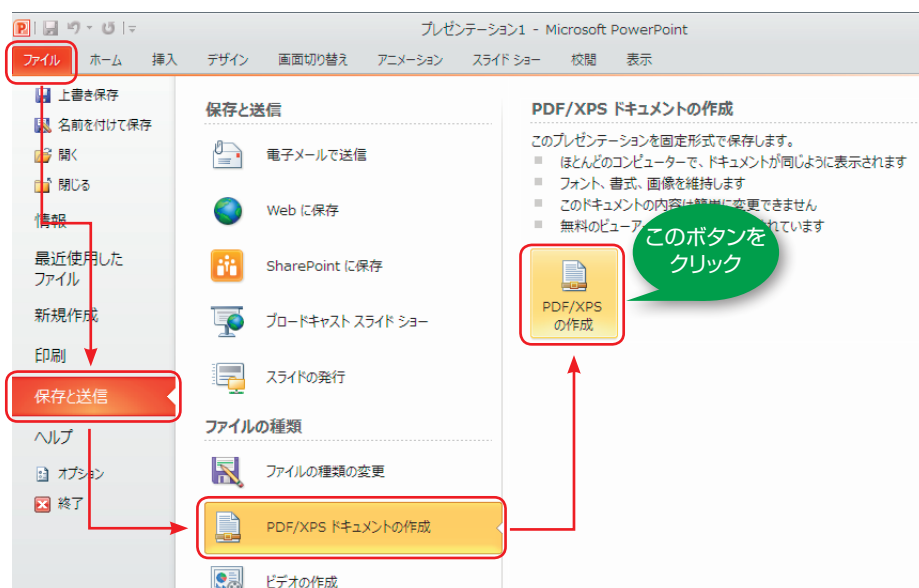 プレゼンテーション1 - Microsoft PowerPoint
ファイル ホーム 挿入 デザイン 画面切り替え アニメーション スライド ショー 校閲 表示
上書き保存
名前を付けて保存
開く
閉じる
情報
最近使用した
ファイル
新規作成
印刷
保存と送信
ヘルプ
オプション
終了
保存と送信
電子メールで送信
Web に保存
SharePoint に保存
ブロードキャスト スライド ショー
スライドの発行
ファイルの種類
ファイルの種類の変更
PDF/XPS ドキュメントの作成
ビデオの作成
PDF/XPS ドキュメントの作成
このプレゼンテーションを固定形式で保存します。
ほとんどのコンピューターで、ドキュメントが同じように表示されます
フォント、書式、画像を維持します
このドキュメントの内容は簡単に変更できません
無料のビューア
れています
このボタンを
クリック
PDF/XPS
の作成